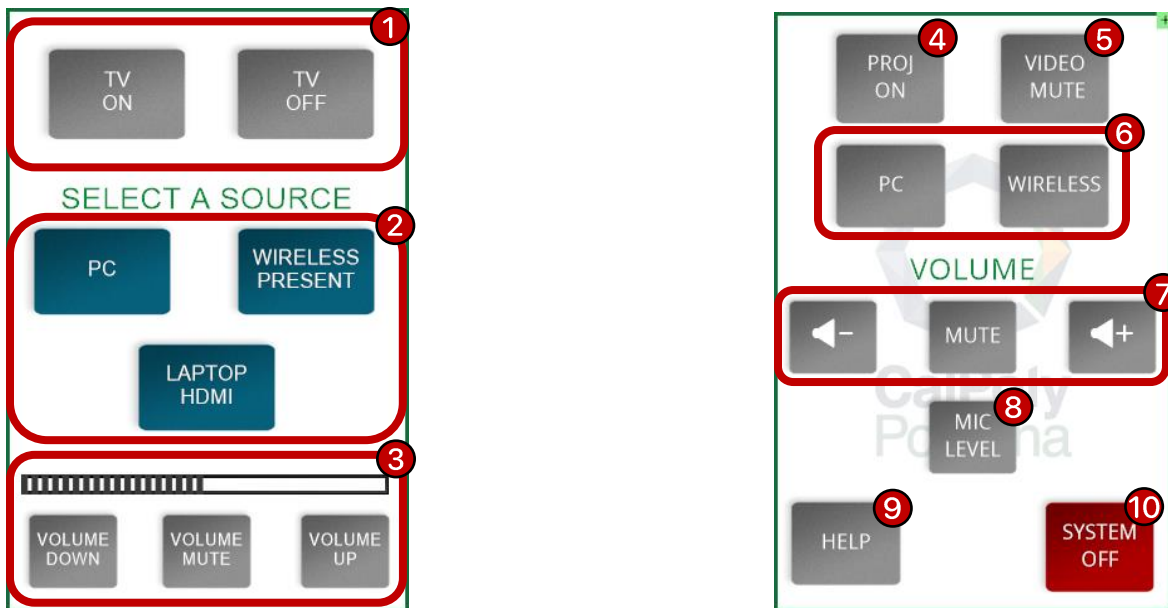 1
TV
ON
TV
OFF
SELECT A SOURCE
2
PC
WIRELESS
PRESENT
LAPTOP
HDMI
3
VOLUME
DOWN
VOLUME
MUTE
VOLUME
UP
4
PROJ
ON
5
VIDEO
MUTE
6
PC
WIRELESS
VOLUME
7
-
MUTE
+
CalPoly
Pomona
8
MIC
LEVEL
9
HELP
10
SYSTEM
OFF